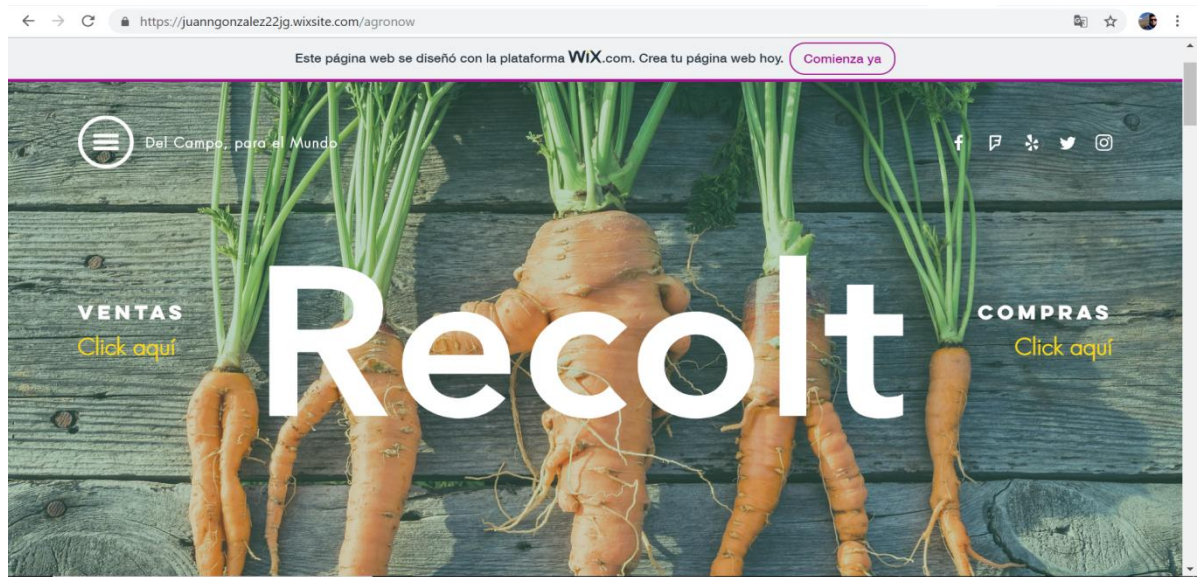 https://juanngonzalez22jg.wixsite.com/agronow
Este página web se diseñó con la plataforma WiX.com. Crea tu página web hoy. Comienza ya
Del Campo, para el Mundo
Recolt
VENTAS
Click aquí
COMPRAS
Click aquí